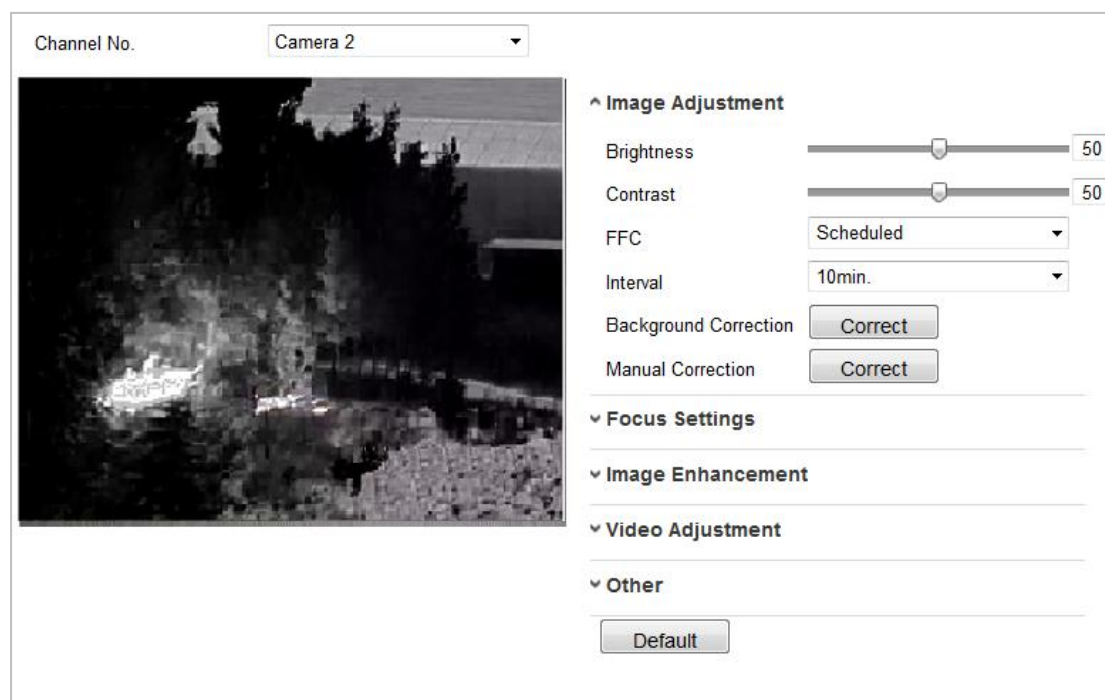 Channel No. Camera 2
Image Adjustment
Brightness 50
Contrast 50
FFC Scheduled
Interval 10min.
Background Correction Correct
Manual Correction Correct
Focus Settings
Image Enhancement
Video Adjustment
Other
Default